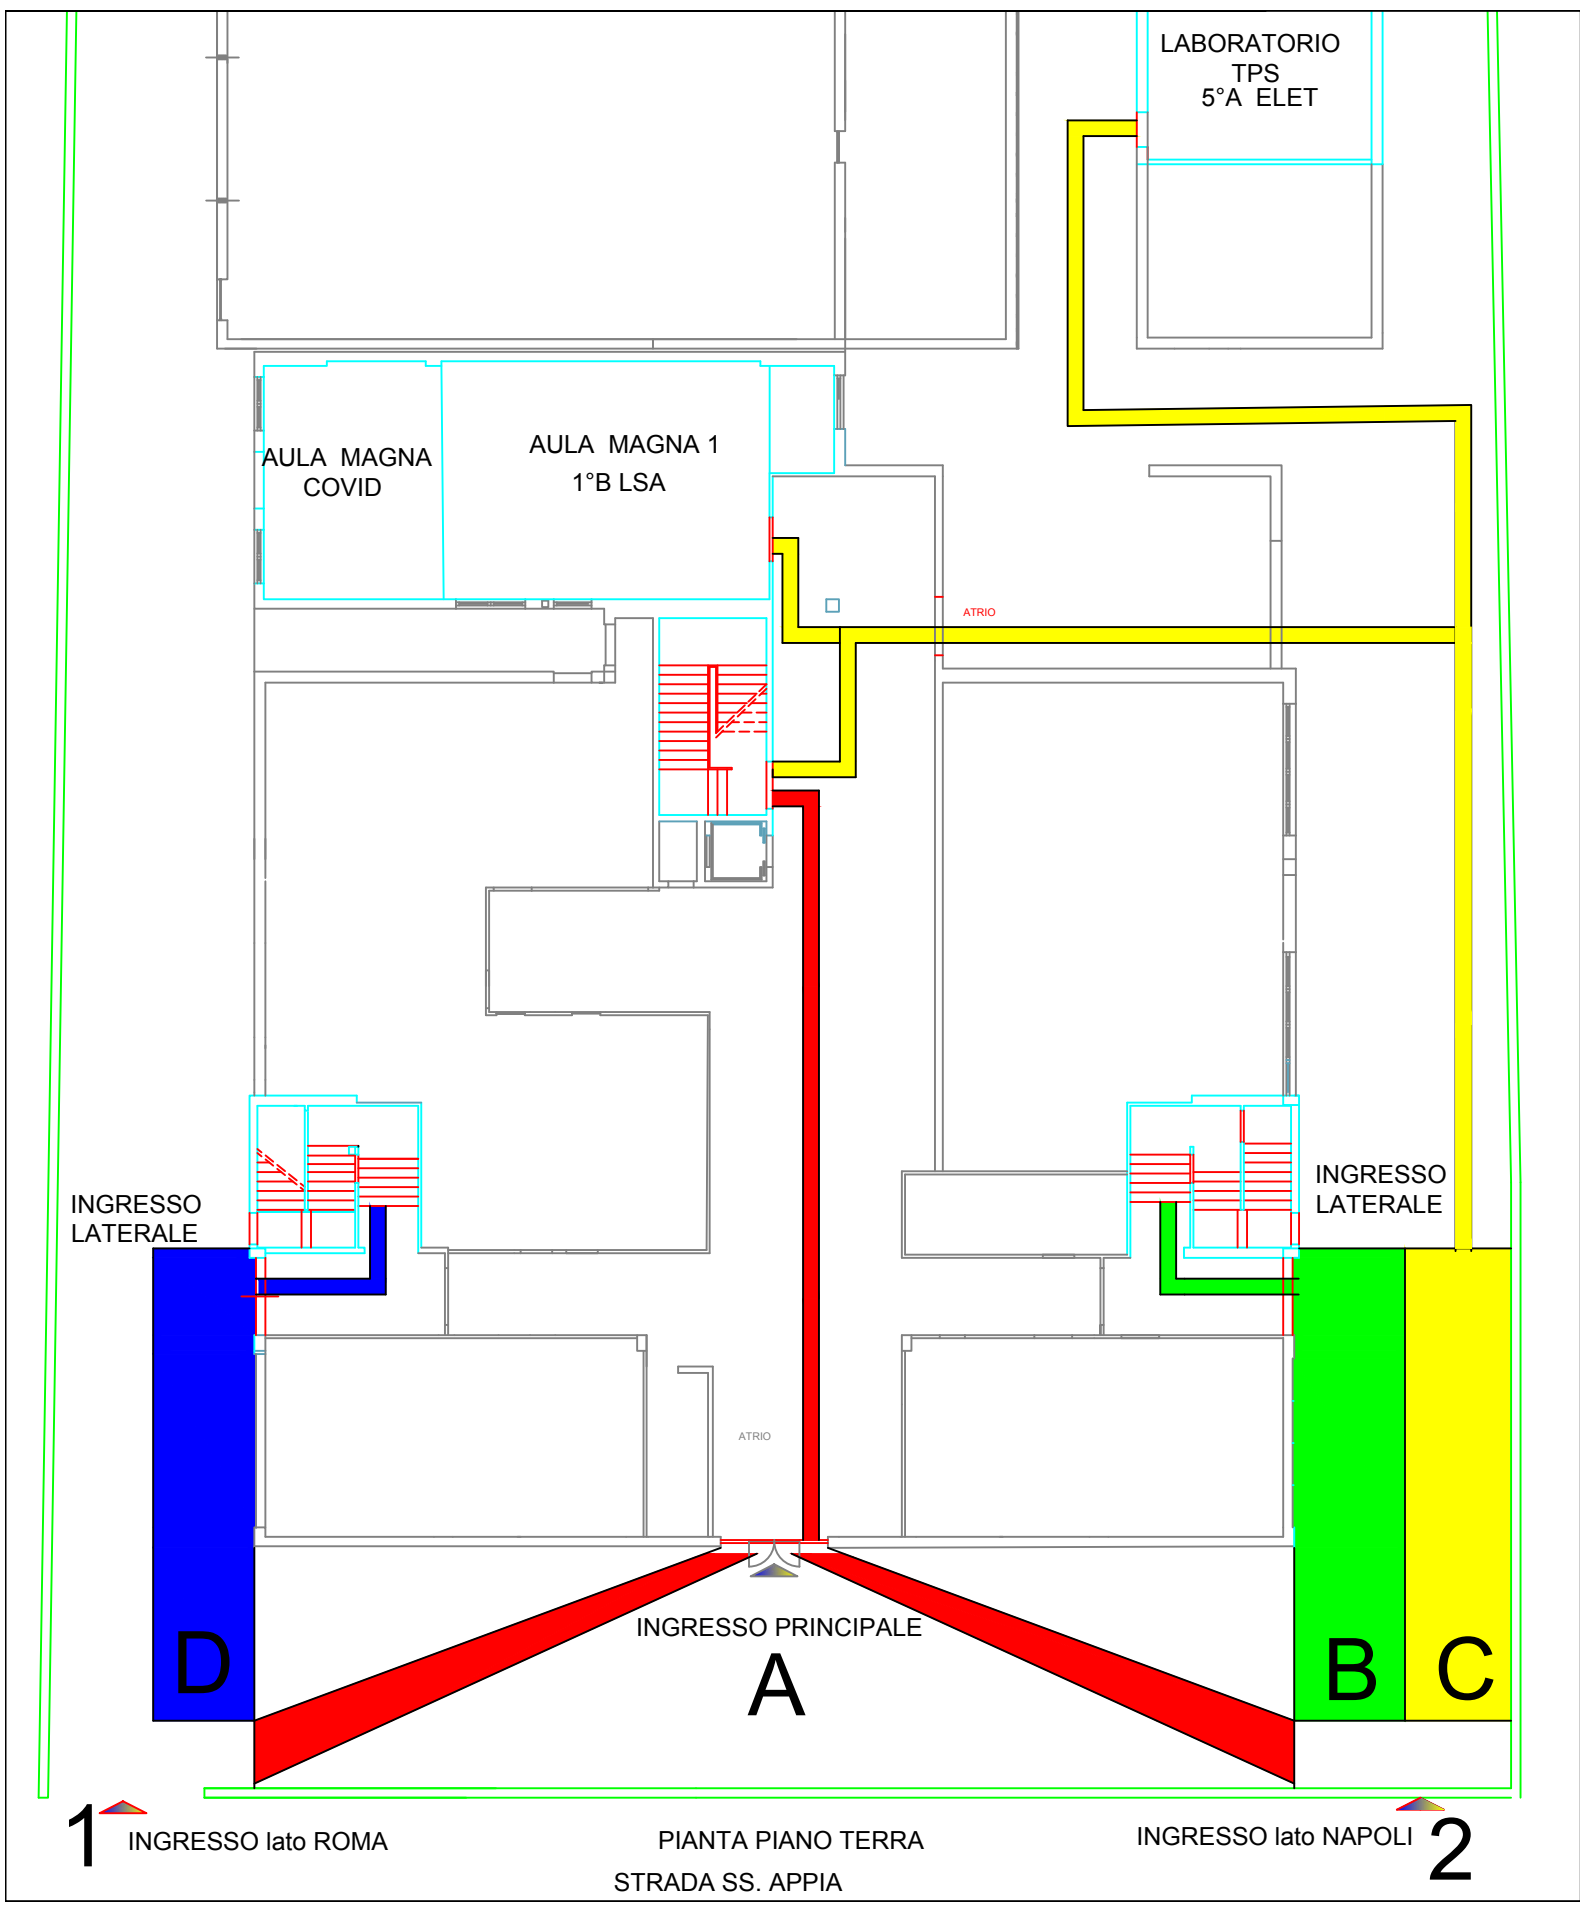 LABORATORIO
TPS
5°A ELET
AULA MAGNA
COVID
AULA MAGNA 1
1°B LSA
ATRIO
INGRESSO
LATERALE
INGRESSO
LATERALE
ATRIO
INGRESSO PRINCIPALE
D
A
B
C
1
INGRESSO lato ROMA
PIANTA PIANO TERRA
INGRESSO lato NAPOLI
2
STRADA SS. APPIA